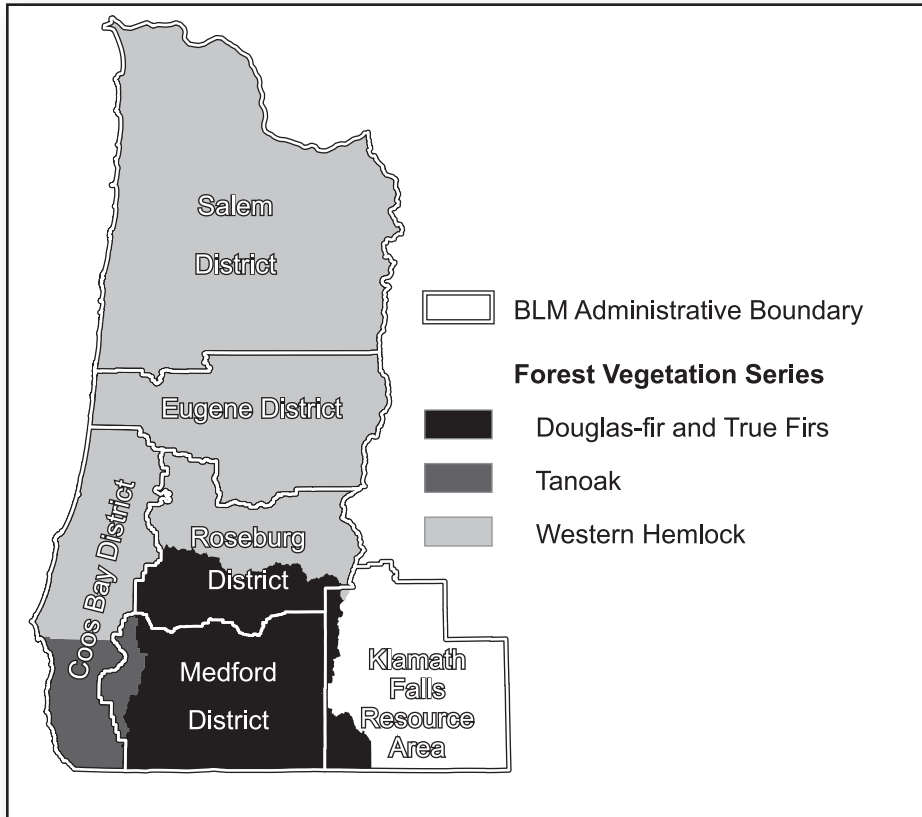 Salem
District
BLM Administrative Boundary
Forest Vegetation Series
Eugene District
Douglas-fir and True Firs
Tanoak
Western Hemlock
Coos Bay District
Roseburg
District
Medford
District
Klamath
Falls
Resource
Area